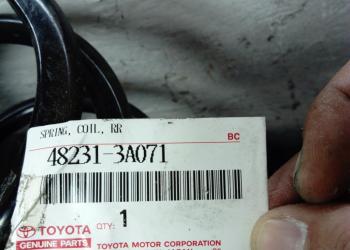 SPRING, COIL, RR
BC
48231-3A071
TOYOTA QTY: 1
GENUINE PARTS TOYOTA MOTOR CORPORATION